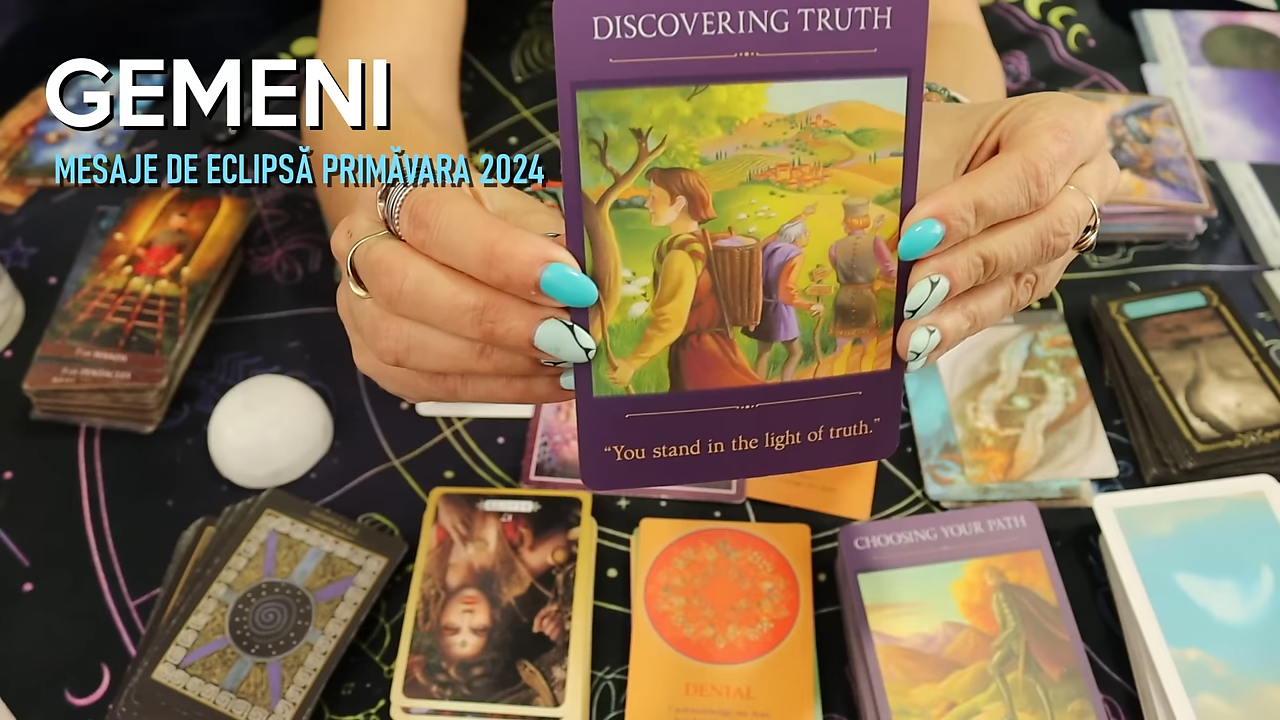 DISCOVERING TRUTH
GEMENI
MESAJE DE ECLIPSĂ PRIMĂVARA 2024
“You stand in the light of truth.”
CHOOSING YOUR PATH
DENIAL